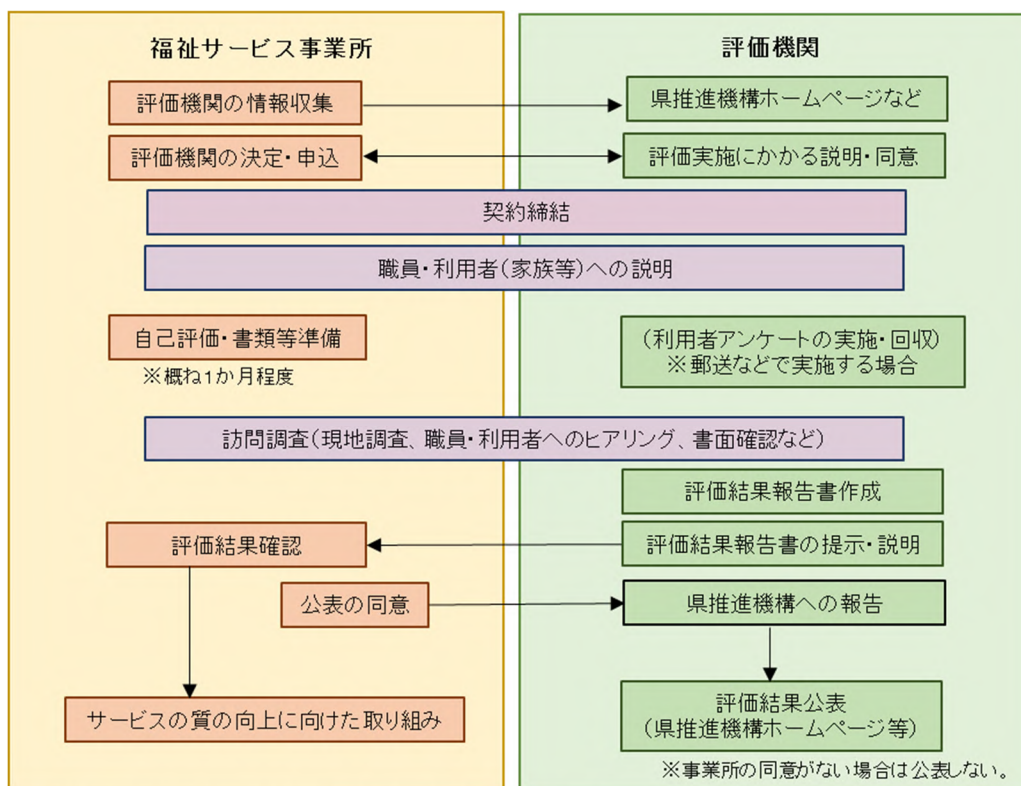 福祉サービス事業所
評価機関
評価機関の情報収集
県推進機構ホームページなど
評価機関の決定・申込
評価実施にかかる説明・同意
契約締結
職員・利用者(家族等)への説明
自己評価・書類等準備
※概ね1か月程度
(利用者アンケートの実施・回収)
※郵送などで実施する場合
訪問調査(現地調査、職員・利用者へのヒアリング、書面確認など)
評価結果報告書作成
評価結果確認
評価結果報告書の提示・説明
公表の同意
県推進機構への報告
サービスの質の向上に向けた取り組み
評価結果公表
(県推進機構ホームページ等)
※事業所の同意がない場合は公表しない。